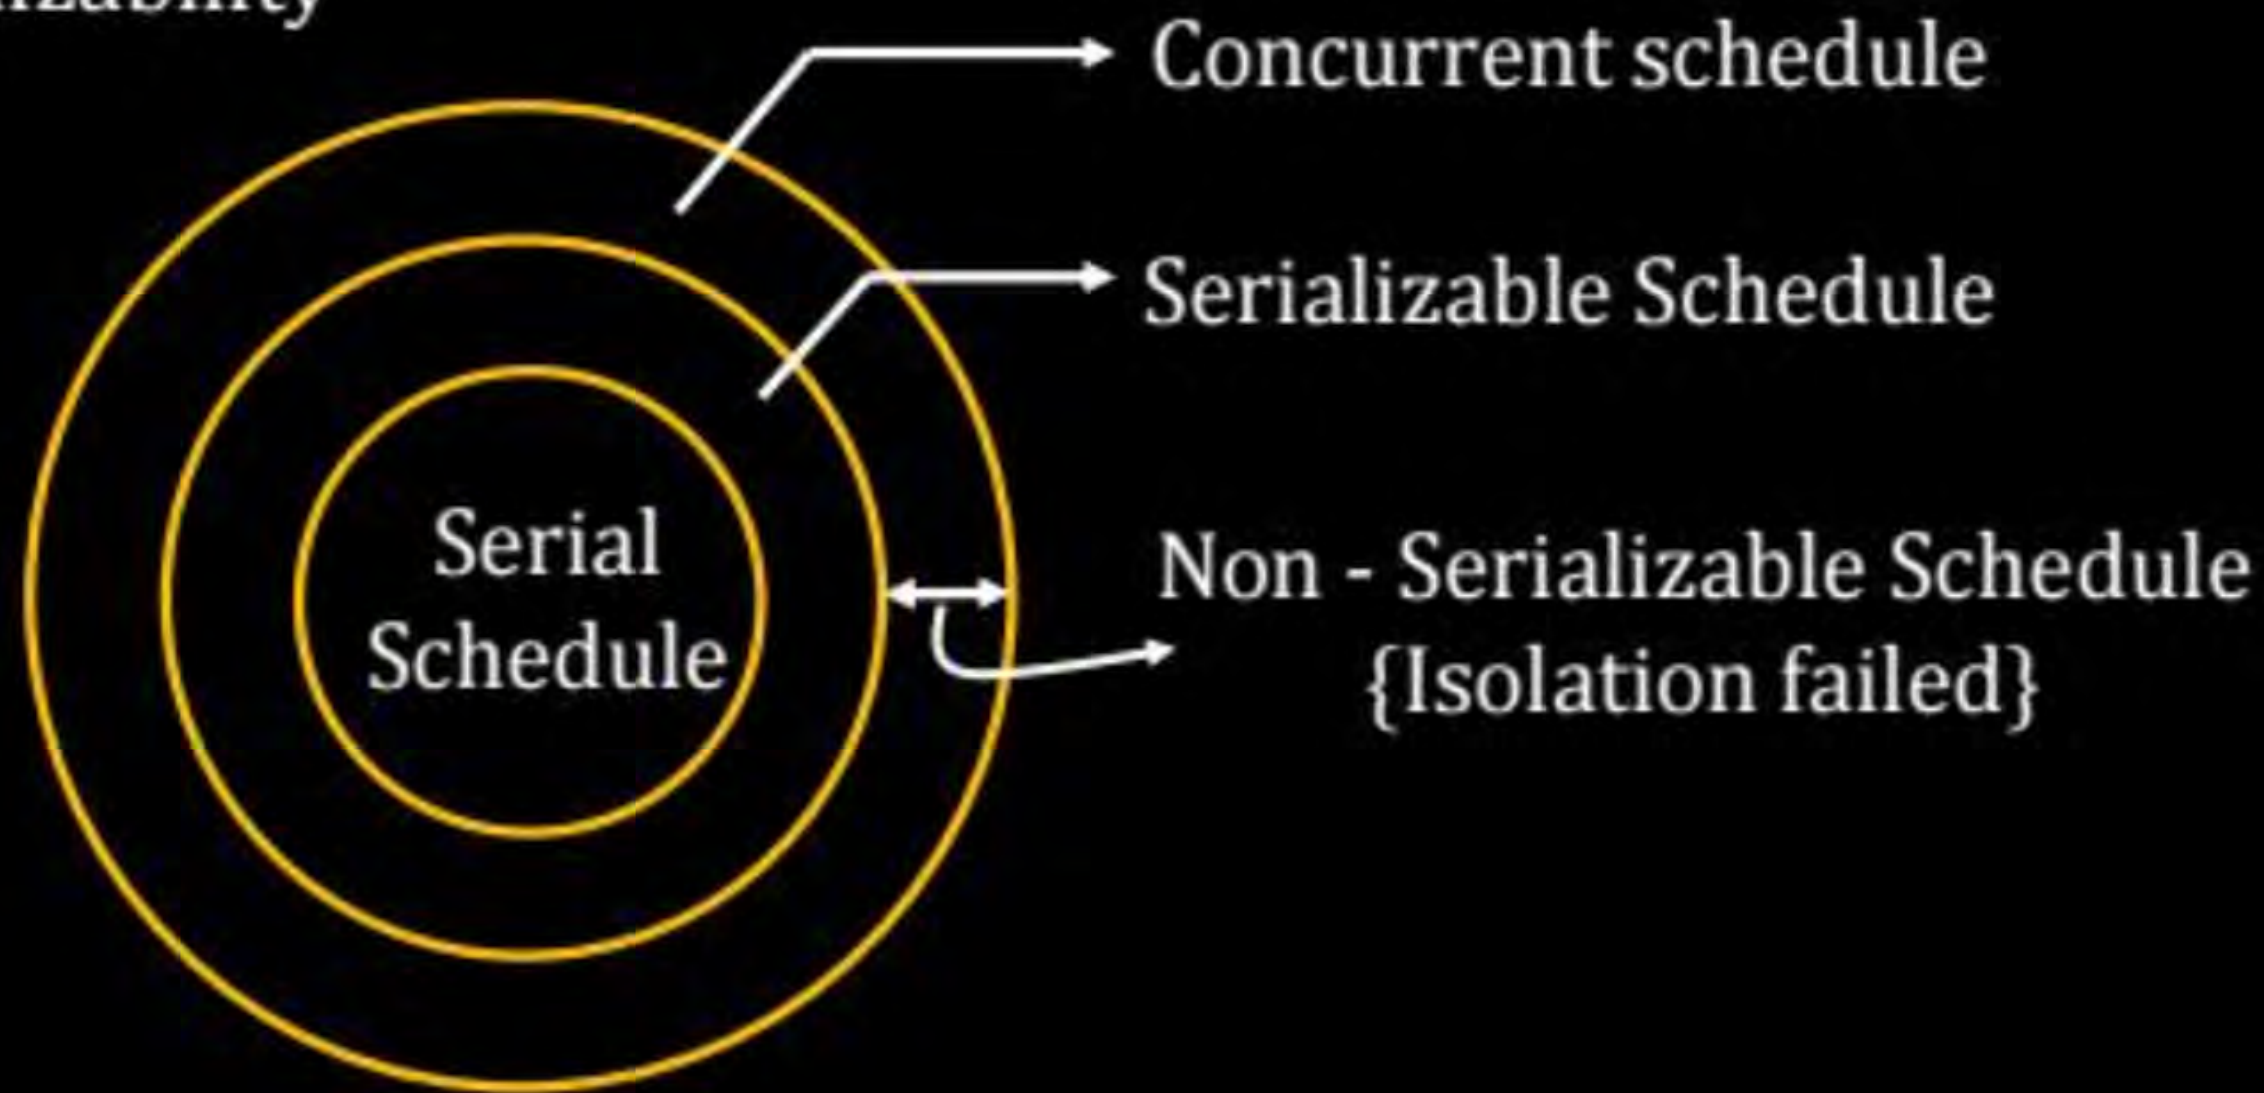 Concurrent schedule
Serializable Schedule
Serial
Schedule
Non - Serializable Schedule
{Isolation failed}